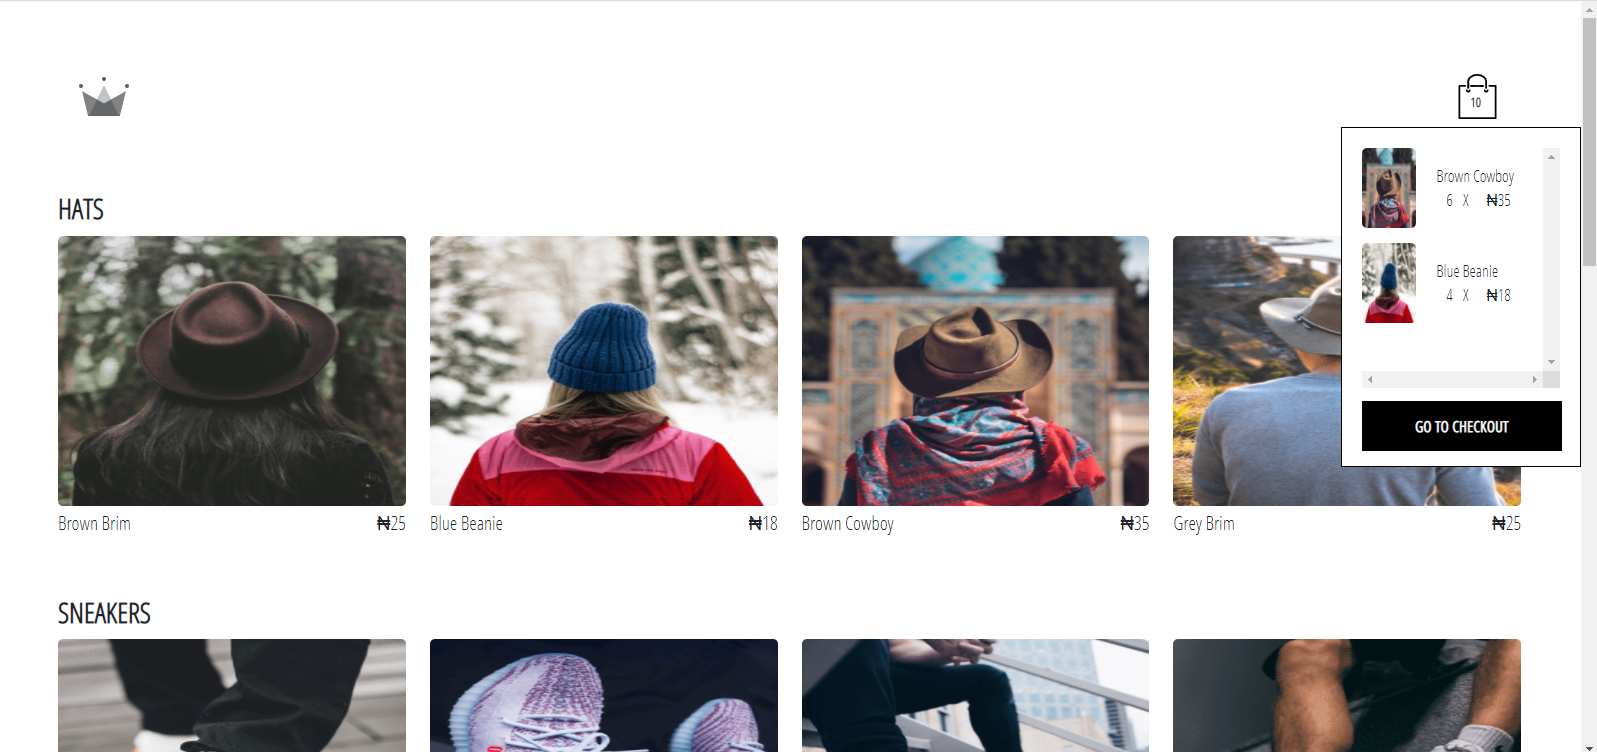 10
Brown Cowboy
6 X ₦35
Blue Beanie
4 X ₦18
GO TO CHECKOUT
HATS
Brown Brim ₦25
Blue Beanie ₦18
Brown Cowboy ₦35
Grey Brim ₦25
SNEAKERS